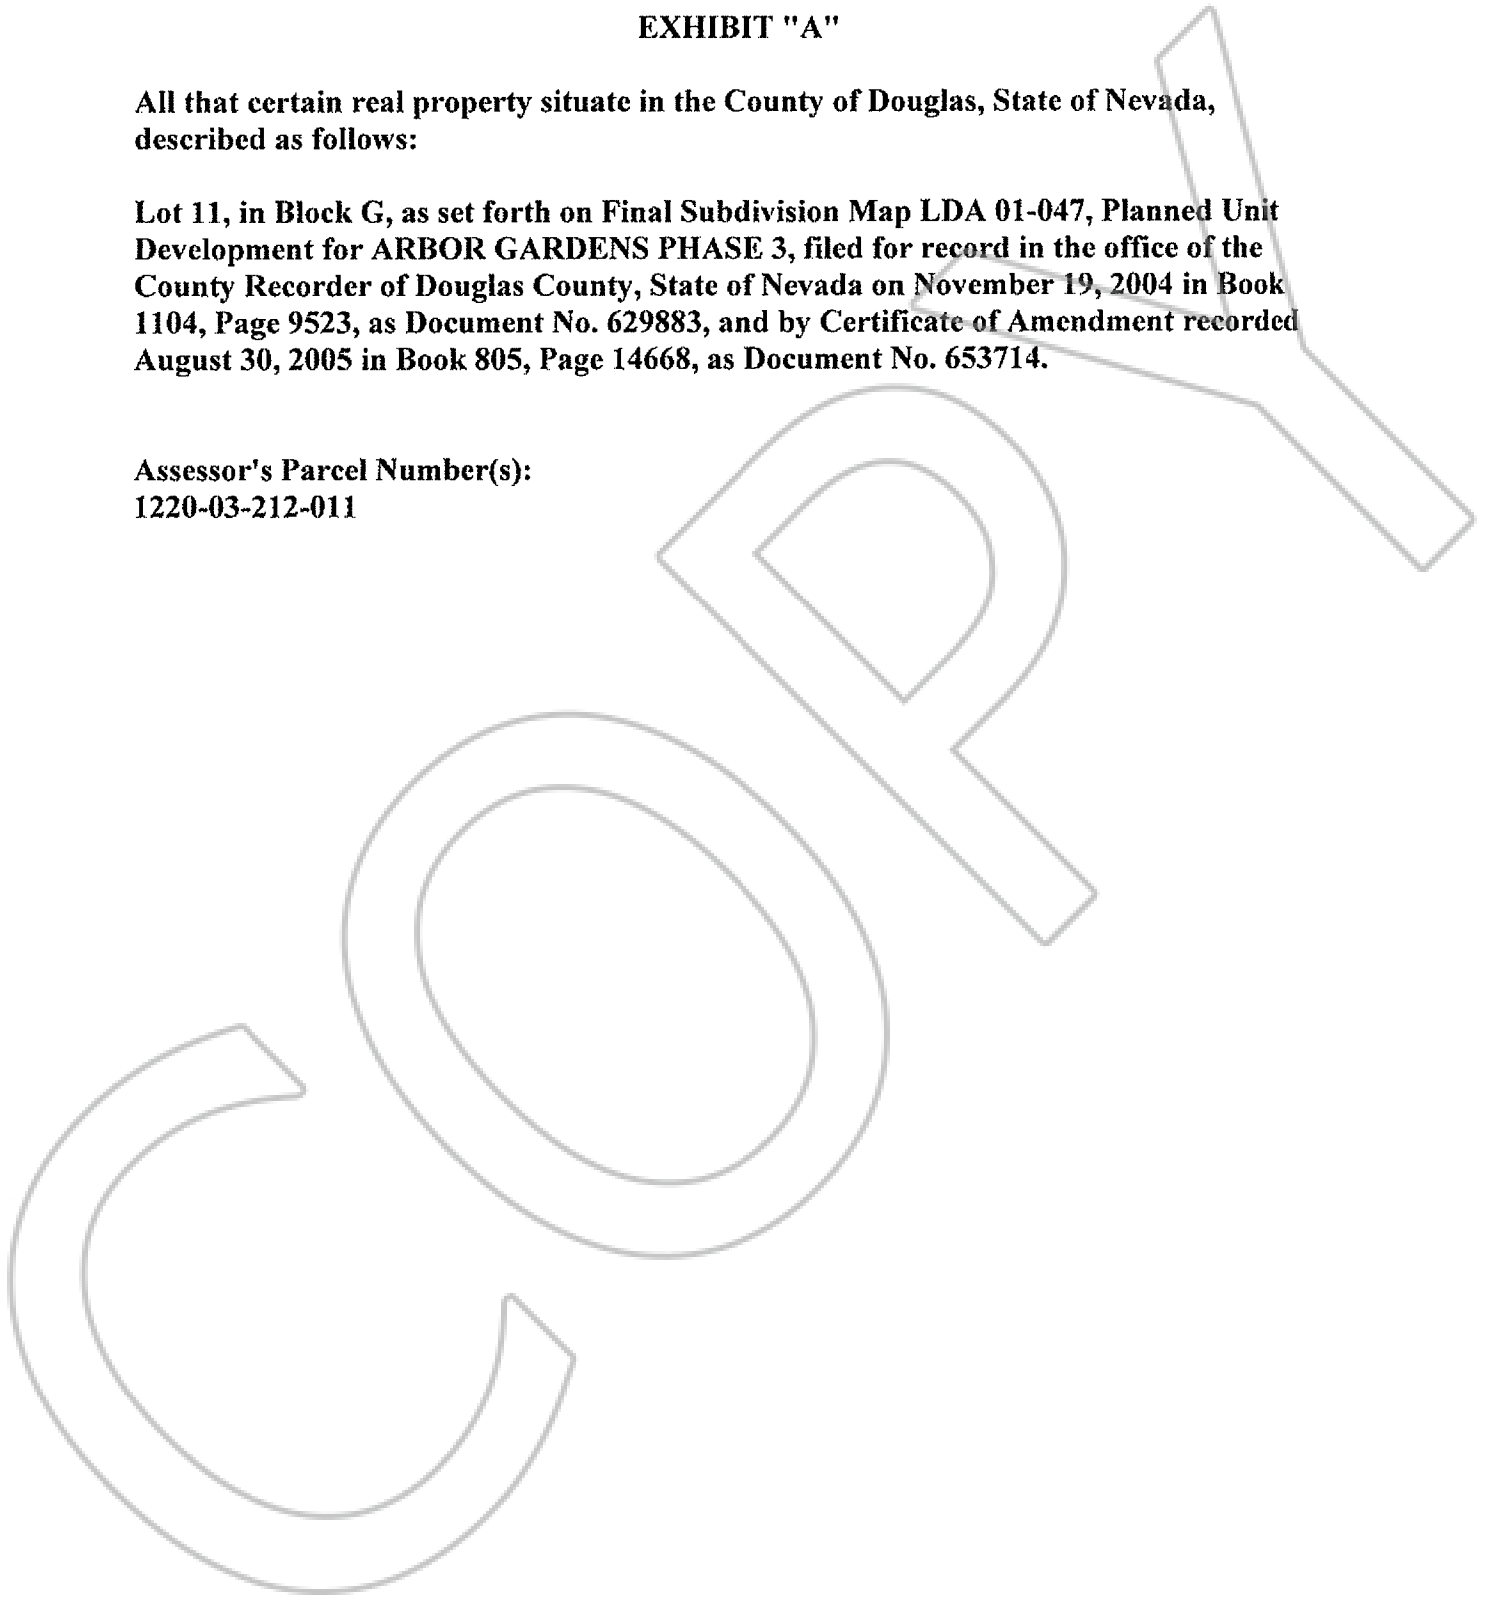 EXHIBIT "A"
All that certain real property situate in the County of Douglas, State of Nevada,
described as follows:
Lot 11, in Block G, as set forth on Final Subdivision Map LDA 01-047, Planned Unit
Development for ARBOR GARDENS PHASE 3, filed for record in the office of the
County Recorder of Douglas County, State of Nevada on November 19, 2004 in Book
1104, Page 9523, as Document No. 629883, and by Certificate of Amendment recorded
August 30, 2005 in Book 805, Page 14668, as Document No. 653714.
Assessor's Parcel Number(s):
1220-03-212-011
COPY